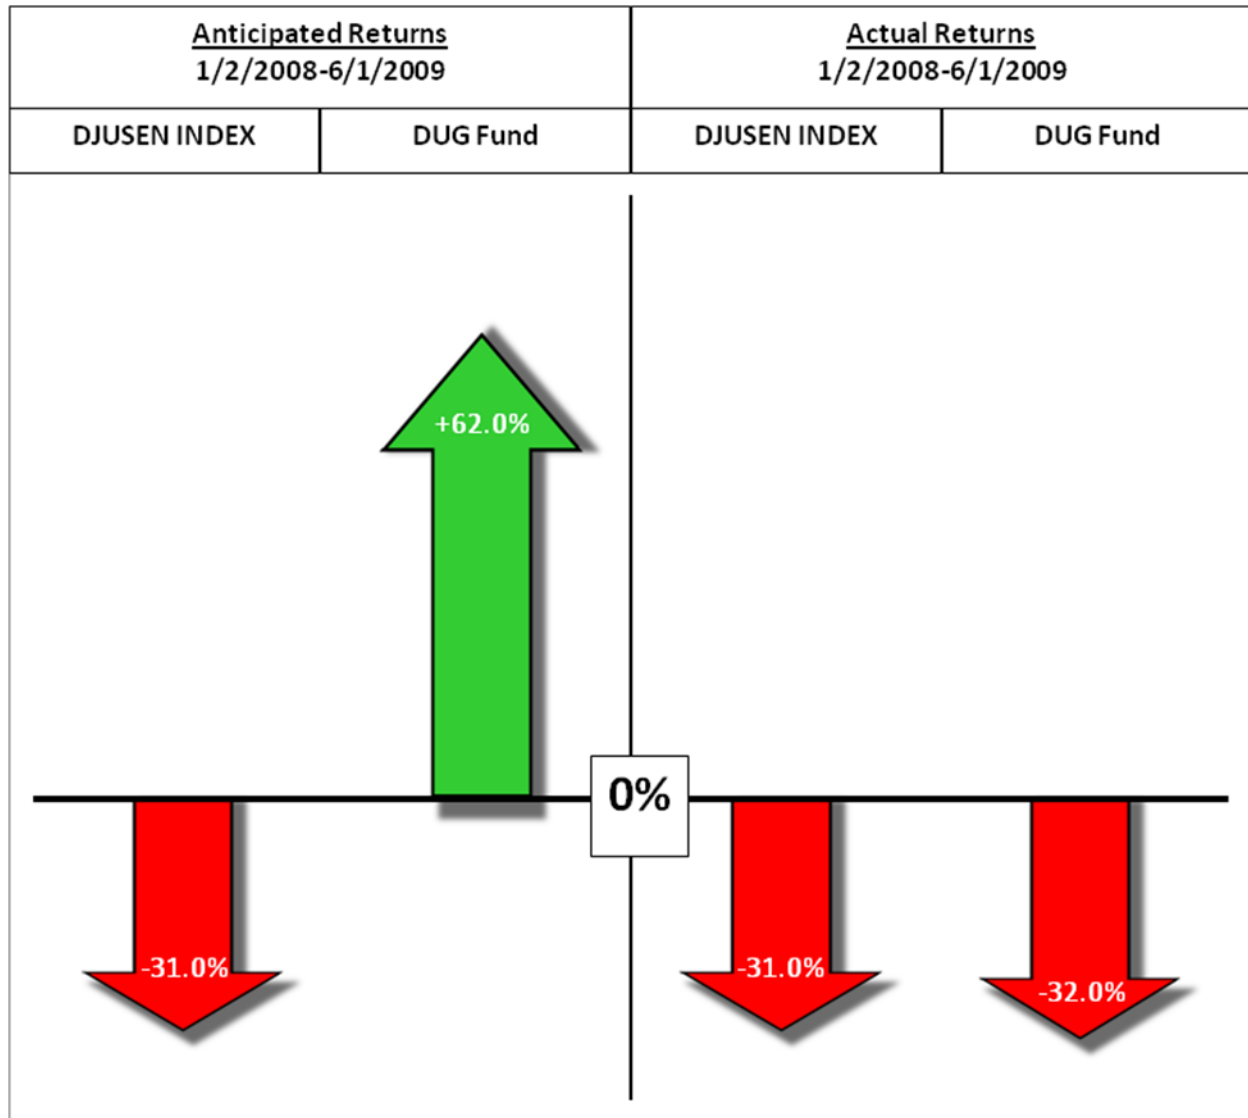 Anticipated Returns
1/2/2008-6/1/2009
Actual Returns
1/2/2008-6/1/2009
DJUSEN INDEX
DUG Fund
DJUSEN INDEX
DUG Fund
+62.0%
0%
-31.0%
-31.0%
-32.0%